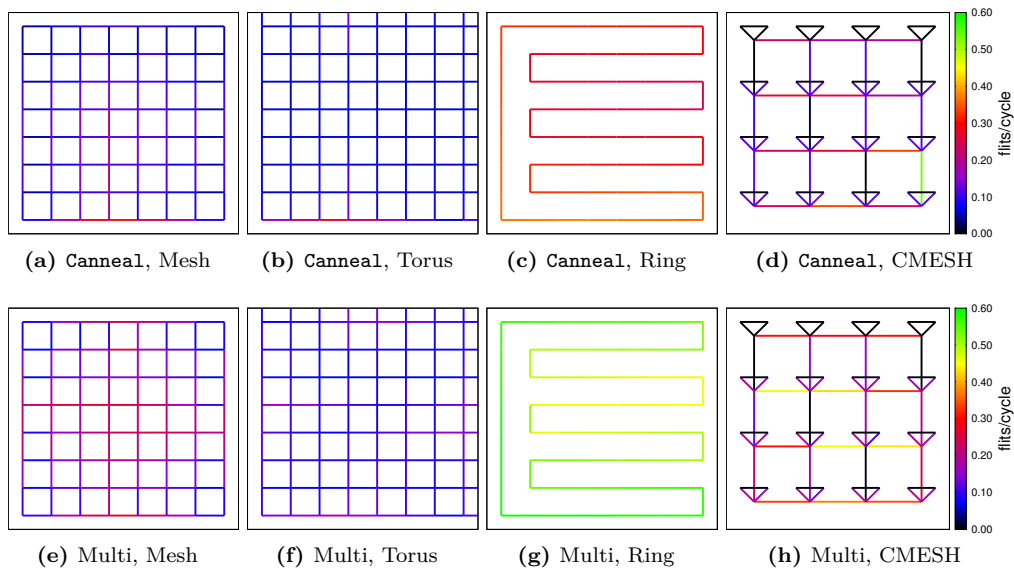 0.60
0.50
0.40
0.30
0.20
0.10
0.00
flits/cycle
(a) Canneal, Mesh
(b) Canneal, Torus
(c) Canneal, Ring
(d) Canneal, CMESH
0.60
0.50
0.40
0.30
0.20
0.10
0.00
flits/cycle
(e) Multi, Mesh
(f) Multi, Torus
(g) Multi, Ring
(h) Multi, CMESH